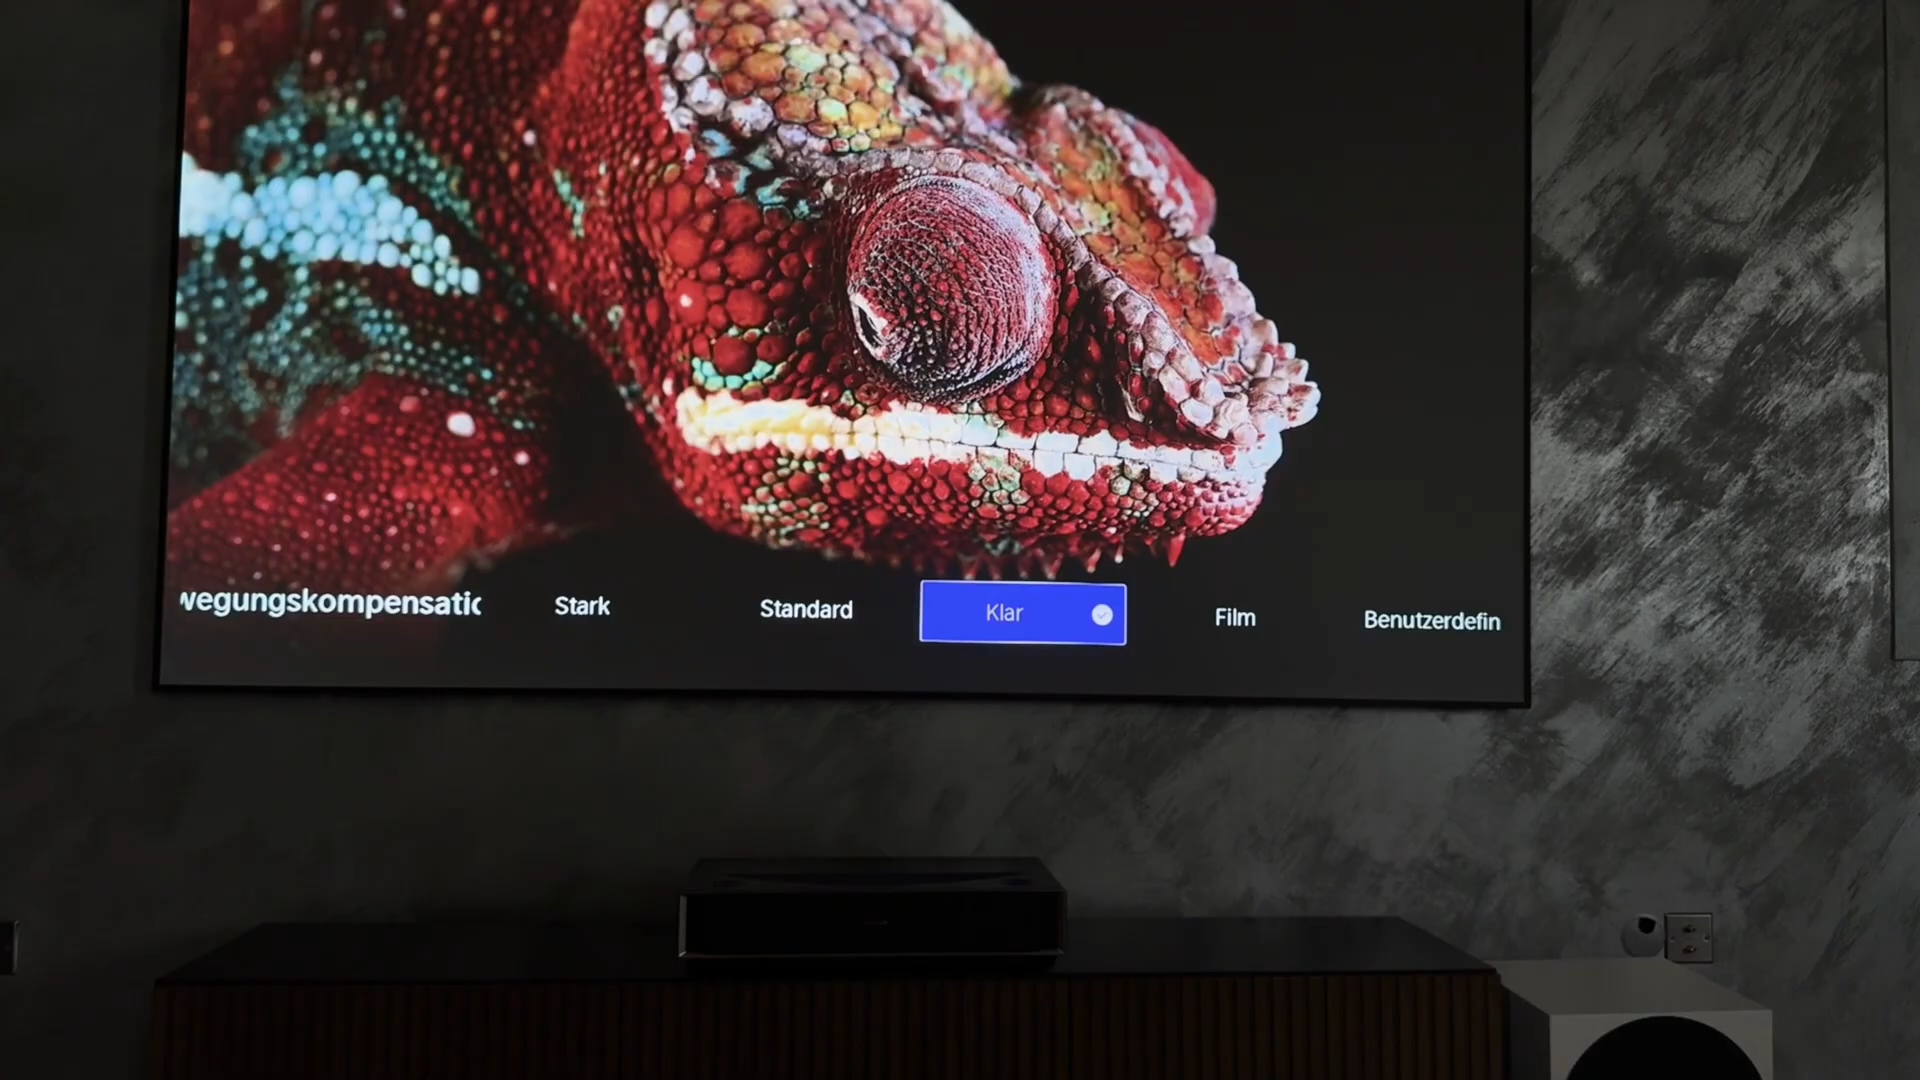 wegungskompensatic
Stark
Standard
Klar
Film
Benutzerdefin